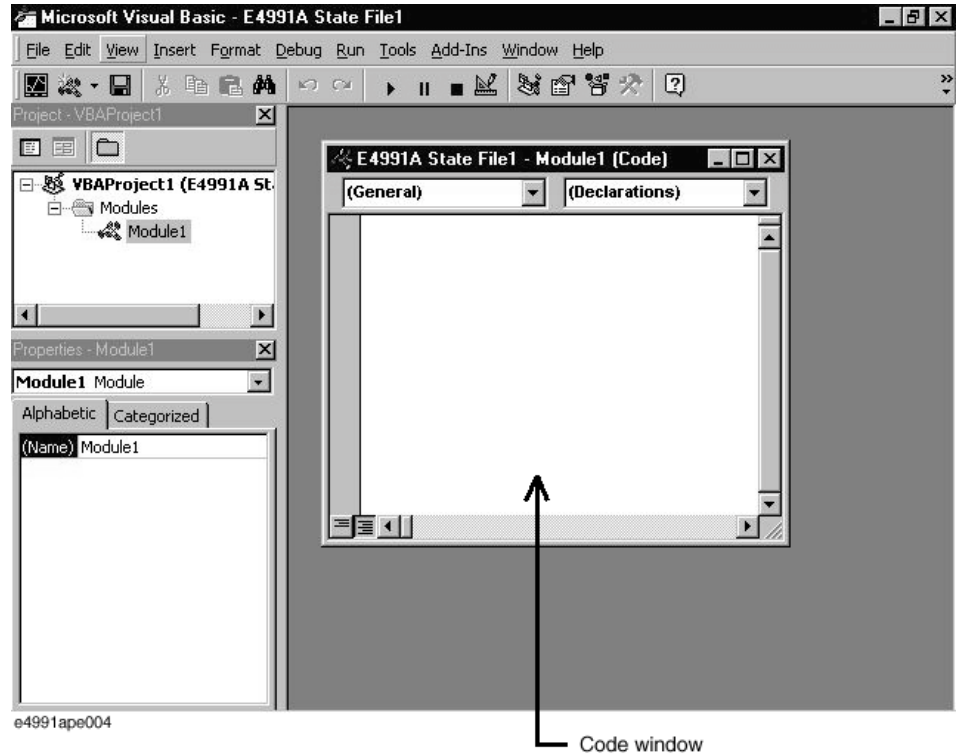 Microsoft Visual Basic - E4991A State File1
File Edit View Insert Format Debug Run Tools Add-Ins Window Help
Project - VBAProject1
VBAProject1 (E4991A St
Modules
Module1
Properties - Module1
Module1 Module
Alphabetic Categorized
(Name) Module1
E4991A State File1 - Module1 (Code)
(General) (Declarations)
e4991ape004
Code window